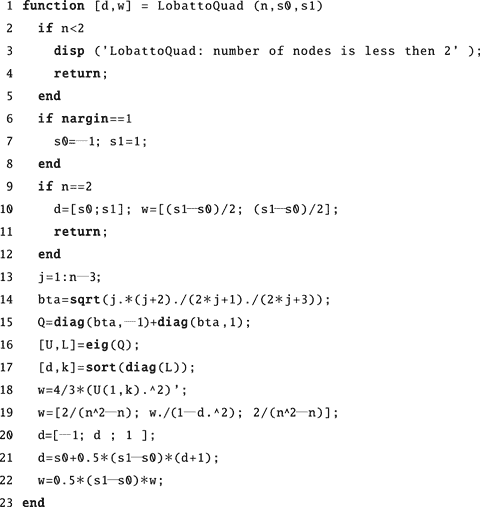 1 function [d,w] = LobattoQuad (n,s0,s1)
2 if n<2
3 disp ('LobattoQuad: number of nodes is less then 2' );
4 return;
5 end
6 if nargin==1
7 s0=—1; s1=1;
8 end
9 if n==2
10 d=[s0;s1]; w=[(s1—s0)/2; (s1—s0)/2];
11 return;
12 end
13 j=1:n—3;
14 bta=sqrt(j.*(j+2)./(2*j+1)./(2*j+3));
15 Q=diag(bta,—1)+diag(bta,1);
16 [U,L]=eig(Q);
17 [d,k]=sort(diag(L));
18 w=4/3*(U(1,k).^2)';
19 w=[2/(n^2—n); w./(1—d.^2); 2/(n^2—n)];
20 d=[—1; d ; 1 ];
21 d=s0+0.5*(s1—s0)*(d+1);
22 w=0.5*(s1—s0)*w;
23 end